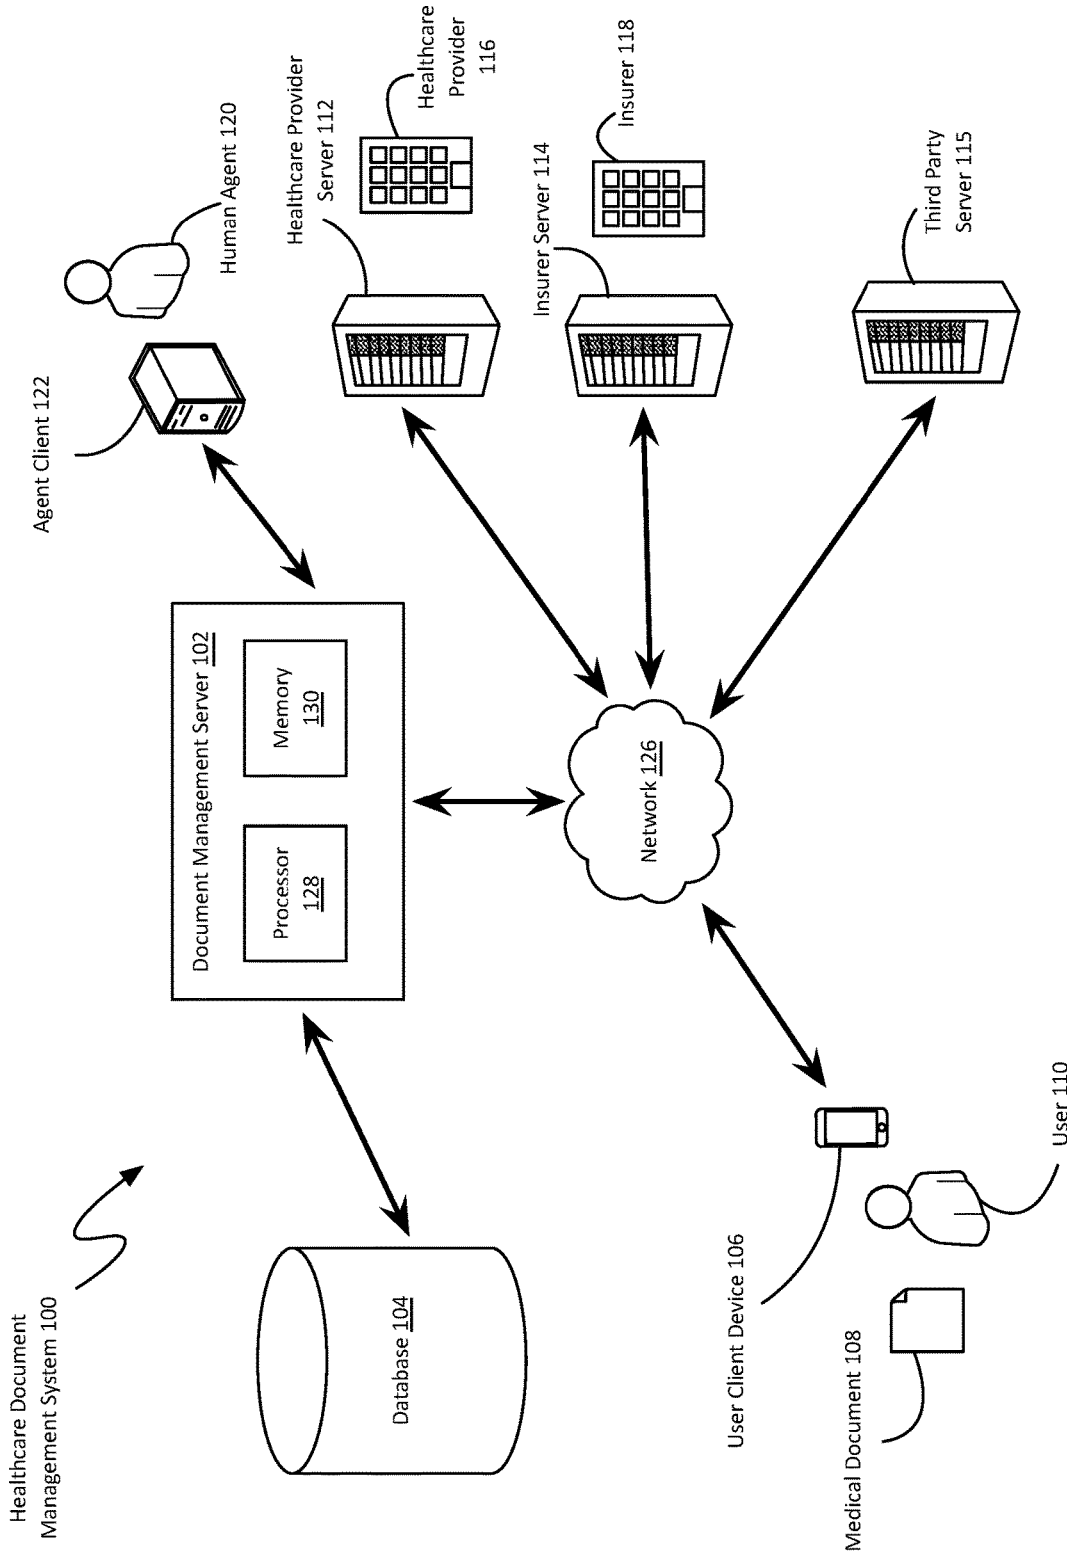 Healthcare Document
Management System 100
Agent Client 122
Human Agent 120
Document Management Server 102
Processor
128
Memory
130
Database 104
Healthcare Provider
Server 112
Healthcare
Provider
116
Network 126
Insurer Server 114
Insurer 118
User Client Device 106
Medical Document 108
User 110
Third Party
Server 115